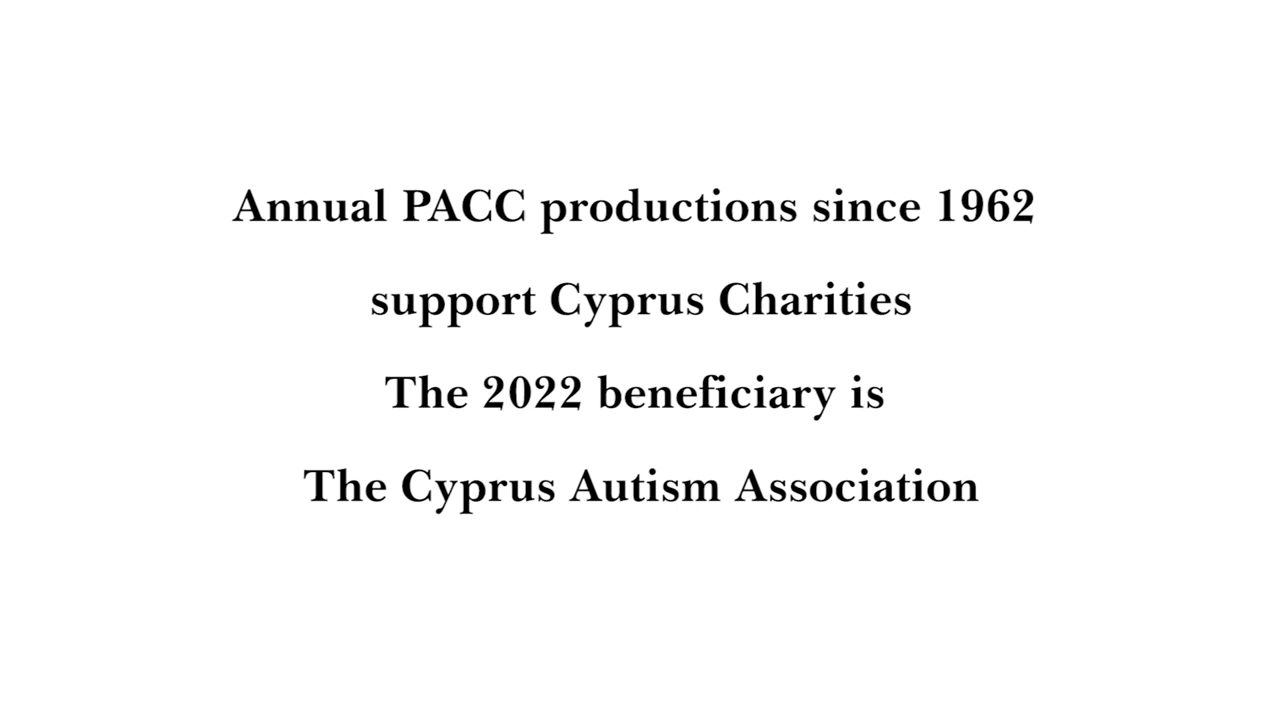 Annual PACC productions since 1962
support Cyprus Charities
The 2022 beneficiary is
The Cyprus Autism Association